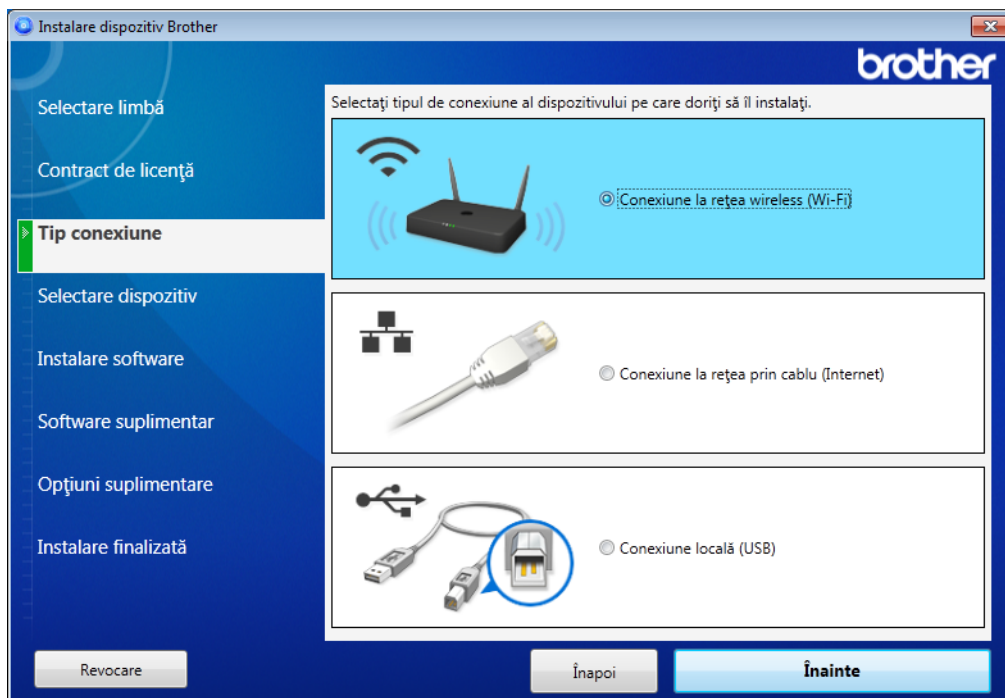 Instalare dispozitiv Brother
brother
Selectare limbă
Contract de licenţă
Tip conexiune
Selectare dispozitiv
Instalare software
Software suplimentar
Opţiuni suplimentare
Instalare finalizată
Selectaţi tipul de conexiune al dispozitivului pe care doriţi să îl instalaţi.
Conexiune la reţea wireless (Wi-Fi)
Conexiune la reţea prin cablu (Internet)
Conexiune locală (USB)
Revocare
Înapoi
Înainte